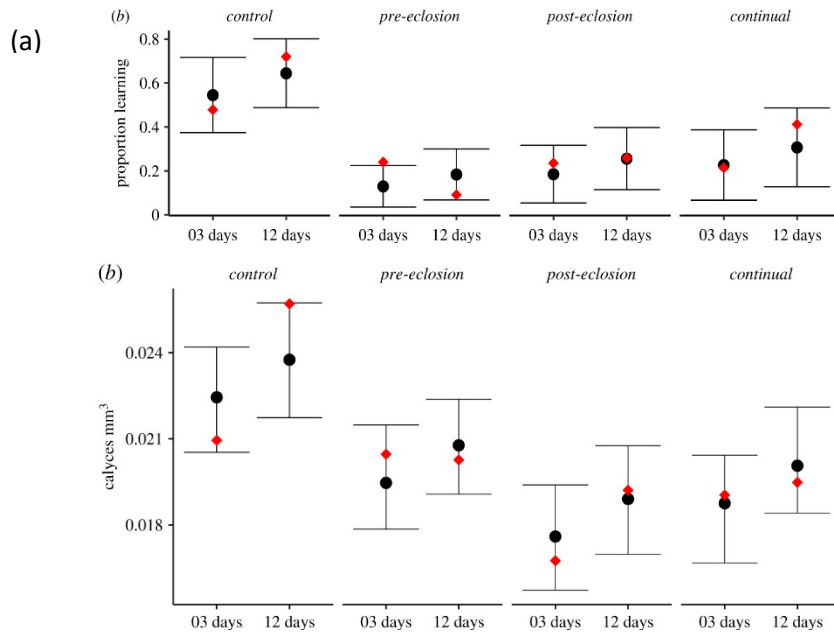 (a)
(b) control pre-eclosion post-eclosion continual
proportion learning
0.8
0.6
0.4
0.2
0
03 days 12 days 03 days 12 days 03 days 12 days 03 days 12 days
(b) control pre-eclosion post-eclosion continual
calyces mm³
0.024
0.021
0.018
03 days 12 days 03 days 12 days 03 days 12 days 03 days 12 days